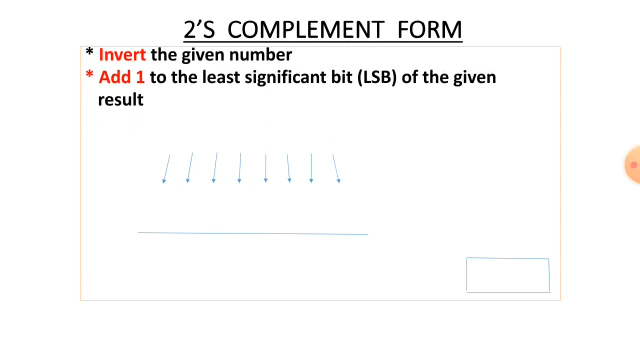 2'S COMPLEMENT FORM
* Invert the given number
* Add 1 to the least significant bit (LSB) of the given
result